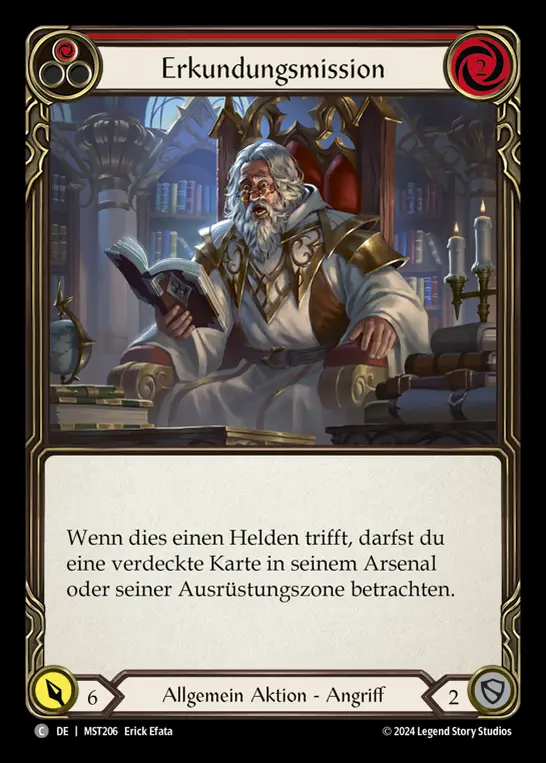 Erkundungsmission
2
Wenn dies einen Helden trifft, darfst du
eine verdeckte Karte in seinem Arsenal
oder seiner Ausrüstungszone betrachten.
6
Allgemein Aktion - Angriff
2
C DE | MST206 Erick Efata
© 2024 Legend Story Studios